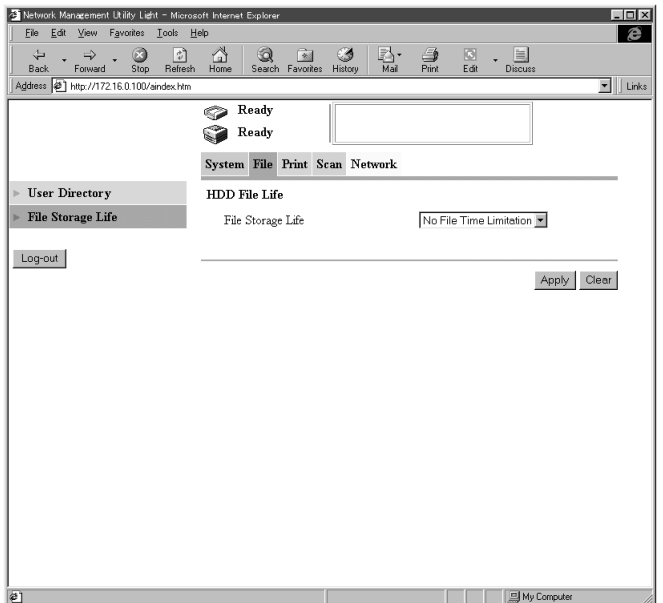 Network Management Utility Light - Microsoft Internet Explorer
File Edit View Favorites Tools Help
Back Forward Stop Refresh Home Search Favorites History Mail Print Edit Discuss
Address http://172.16.0.100/aindex.htm Links
Ready
Ready
System File Print Scan Network
User Directory
File Storage Life
Log-out
HDD File Life
File Storage Life No File Time Limitation
Apply Clear
My Computer